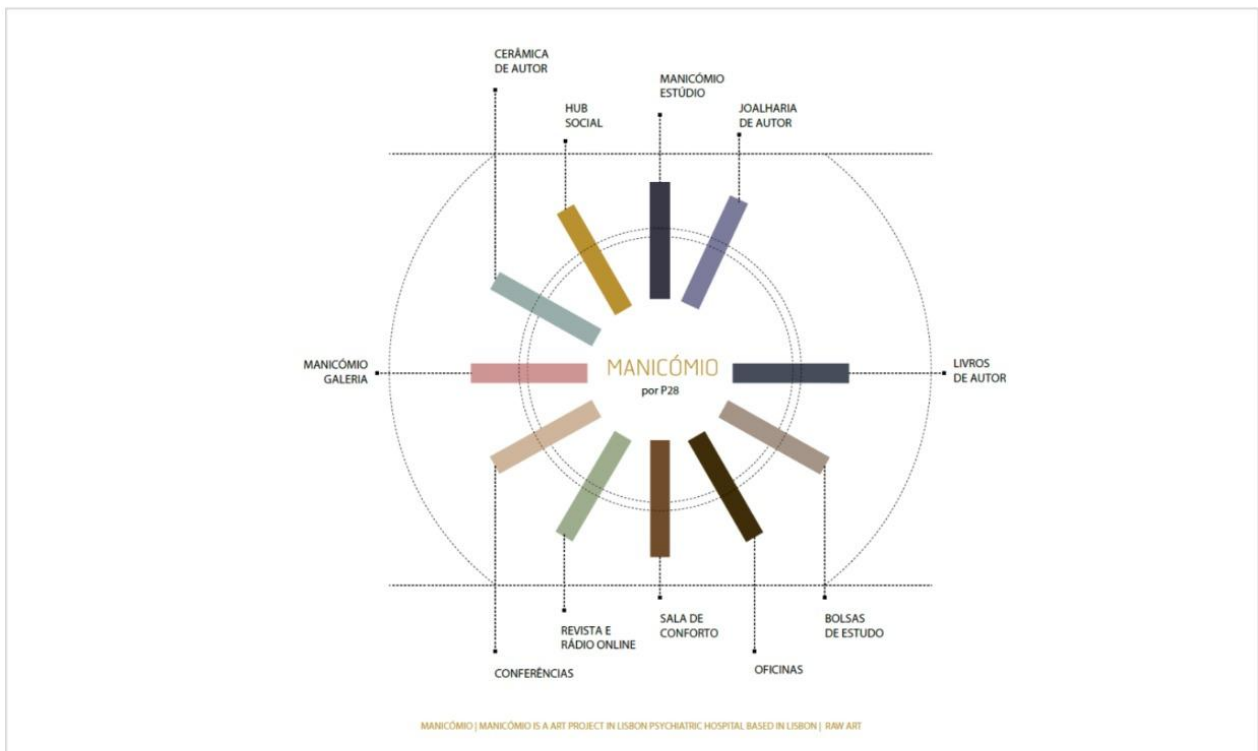 CERÂMICA
DE AUTOR
HUB
SOCIAL
MANICÓMIO
ESTÚDIO
JOALHARIA
DE AUTOR
MANICÓMIO
GALERIA
MANICÓMIO
por P28
LIVROS
DE AUTOR
CONFERÊNCIAS
REVISTA E
RÁDIO ONLINE
SALA DE
CONFORTO
OFICINAS
BOLSAS
DE ESTUDO
MANICÓMIO | MANICÓMIO IS A ART PROJECT IN LISBON PSYCHIATRIC HOSPITAL BASED IN LISBON | RAW ART